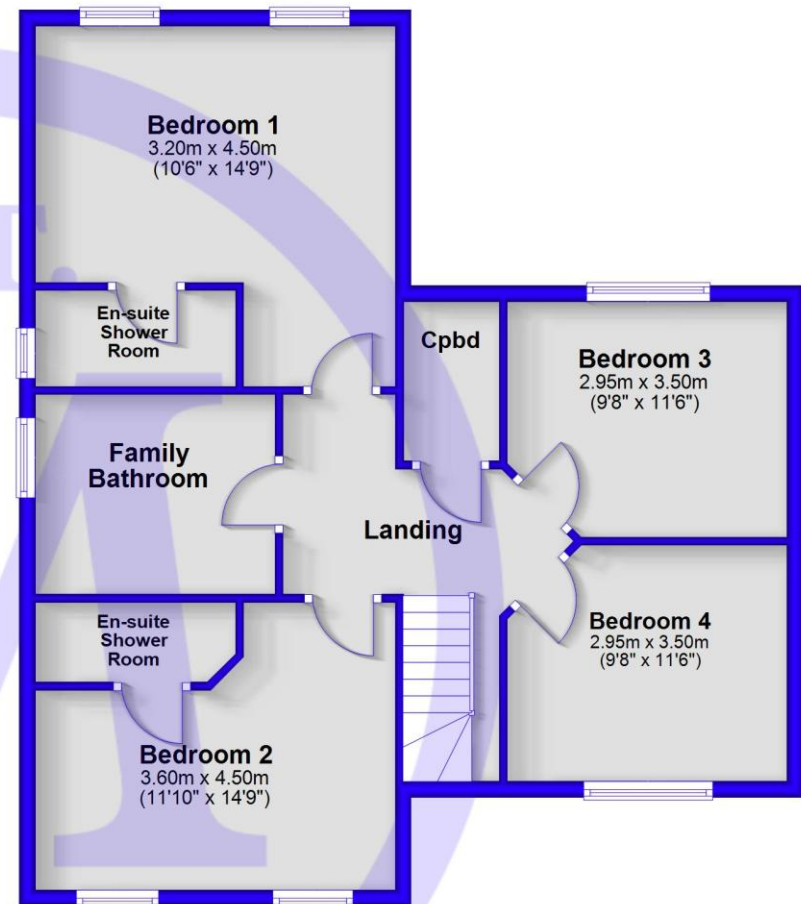 Bedroom 1
3.20m x 4.50m
(10'6" x 14'9")
En-suite
Shower
Room
Cpbd
Bedroom 3
2.95m x 3.50m
(9'8" x 11'6")
Family
Bathroom
Landing
En-suite
Shower
Room
Bedroom 4
2.95m x 3.50m
(9'8" x 11'6")
Bedroom 2
3.60m x 4.50m
(11'10" x 14'9")